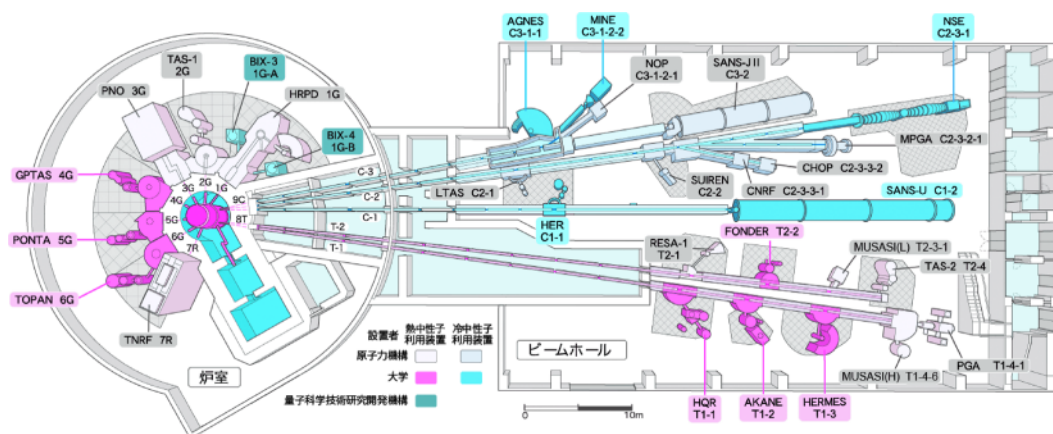 AGNES
C3-1-1
MINE
C3-1-2-2
NSE
C2-3-1
NOP
C3-1-2-1
SANS-J II
C3-2
TAS-1
2G
BIX-3
1G-A
PNO 3G
HRPD 1G
BIX-4
1G-B
MPGA C2-3-2-1
CHOP C2-3-3-2
CNRF C2-3-3-1
SUIREN
C2-2
LTAS C2-1
GPTAS 4G
3G
2G
1G
4G
9C
5G
8T
6G
7R
C-3
C-2
C-1
T-2
T-1
SANS-U C1-2
HER
C1-1
PONTA 5G
TOPAN 6G
TNRF 7R
RESA-1
T2-1
FONDER T2-2
MUSASI(L) T2-3-1
TAS-2 T2-4
設置者
熱中性子
利用装置
冷中性子
利用装置
原子力機構
大学
量子科学技術研究開発機構
炉室
ビームホール
PGA T1-4-1
MUSASI(H) T1-4-6
HQR
T1-1
AKANE
T1-2
HERMES
T1-3
0
10m